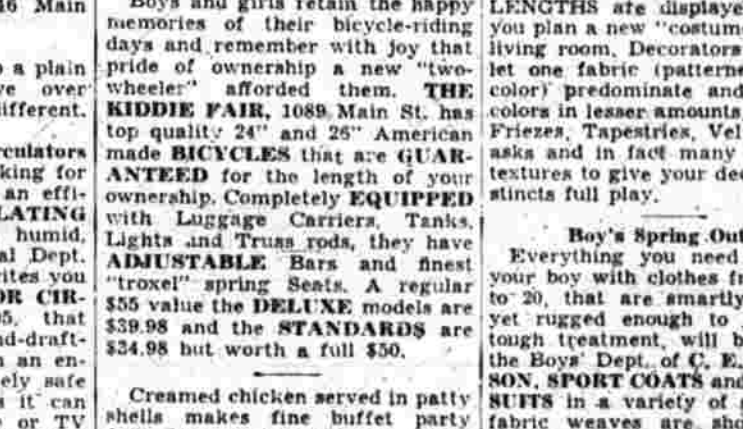 46 Main
a plain
over
different.
rculators
king for
an effi-
LATING
humid,
al Dept.
ites you
OR CIR-
that
nd-draft-
an en-
ely safe
it can
or TV
Boys and girls retain the happy
memories of their bicycle-riding
days and remember with joy that
pride of ownership a new "two-
wheeler" afforded them. THE
KIDDIE FAIR, 1089 Main St. has
top quality 24" and 26" American
made BICYCLES that are GUAR-
ANTEED for the length of your
ownership. Completely EQUIPPED
with Luggage Carriers, Tanks,
Lights and Truss rods, they have
ADJUSTABLE Bars and finest
"troxel" spring Seats. A regular
$55 value the DELUXE models are
$39.98 and the STANDARDS are
$34.98 but worth a full $50.
Creamed chicken served in patty
shells makes fine buffet party
LENGTHS are displaye
you plan a new "costum
living room. Decorators
let one fabric (patterne
color) predominate and
colors in lesser amounts.
Friezes, Tapestries, Vel
asks and in fact many
textures to give your dec
stincts full play.
Boy's Spring Out
Everything you need
your boy with clothes fr
to 20, that are smartly
yet rugged enough to
tough treatment, will b
the Boys' Dept. of C. E.
SON. SPORT COATS and
SUITS in a variety of
fabric weaves are sho